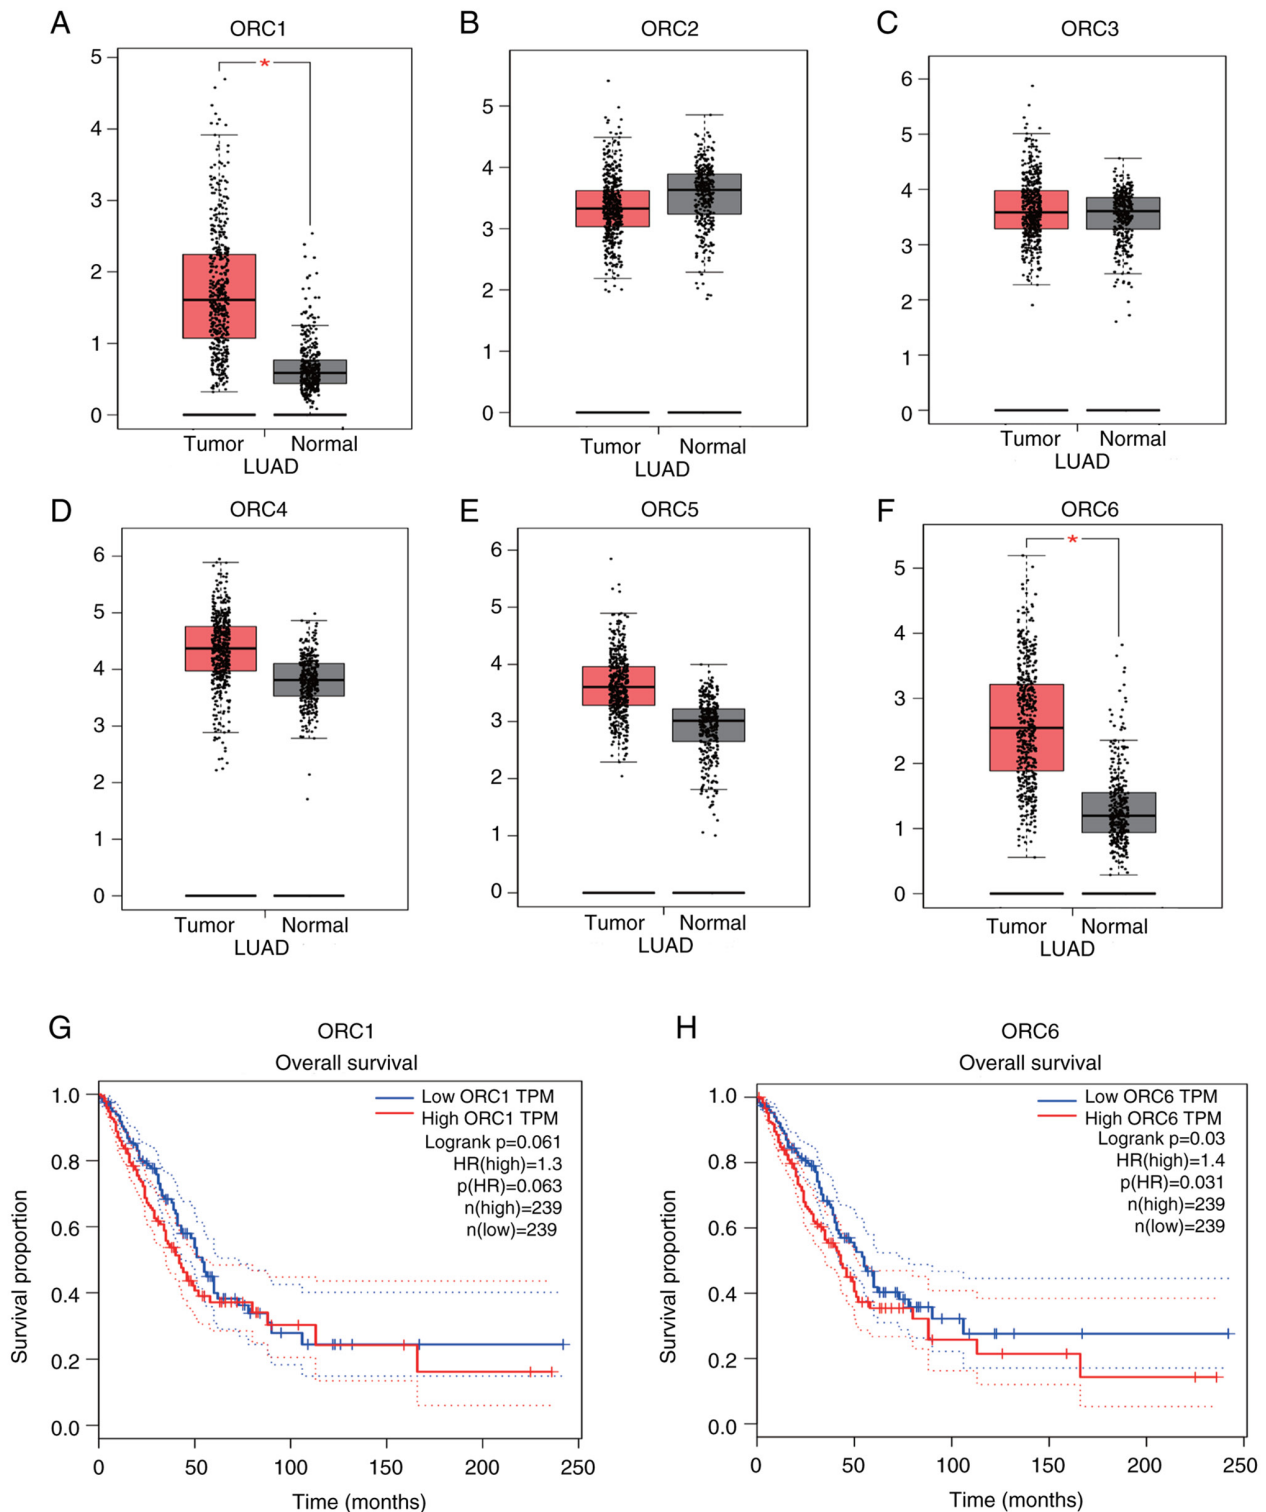 A
ORC1
5
4
3
2
1
0
*
Tumor Normal
LUAD
B
ORC2
5
4
3
2
1
0
Tumor Normal
LUAD
C
ORC3
6
5
4
3
2
1
0
Tumor Normal
LUAD
D
ORC4
6
5
4
3
2
1
0
Tumor Normal
LUAD
E
ORC5
6
5
4
3
2
1
0
Tumor Normal
LUAD
F
ORC6
5
4
3
2
1
0
*
Tumor Normal
LUAD
G
ORC1
Overall survival
Survival proportion
1.0
0.8
0.6
0.4
0.2
0.0
Low ORC1 TPM
High ORC1 TPM
Logrank p=0.061
HR(high)=1.3
p(HR)=0.063
n(high)=239
n(low)=239
0 50 100 150 200 250
Time (months)
H
ORC6
Overall survival
Survival proportion
1.0
0.8
0.6
0.4
0.2
0.0
Low ORC6 TPM
High ORC6 TPM
Logrank p=0.03
HR(high)=1.4
p(HR)=0.031
n(high)=239
n(low)=239
0 50 100 150 200 250
Time (months)